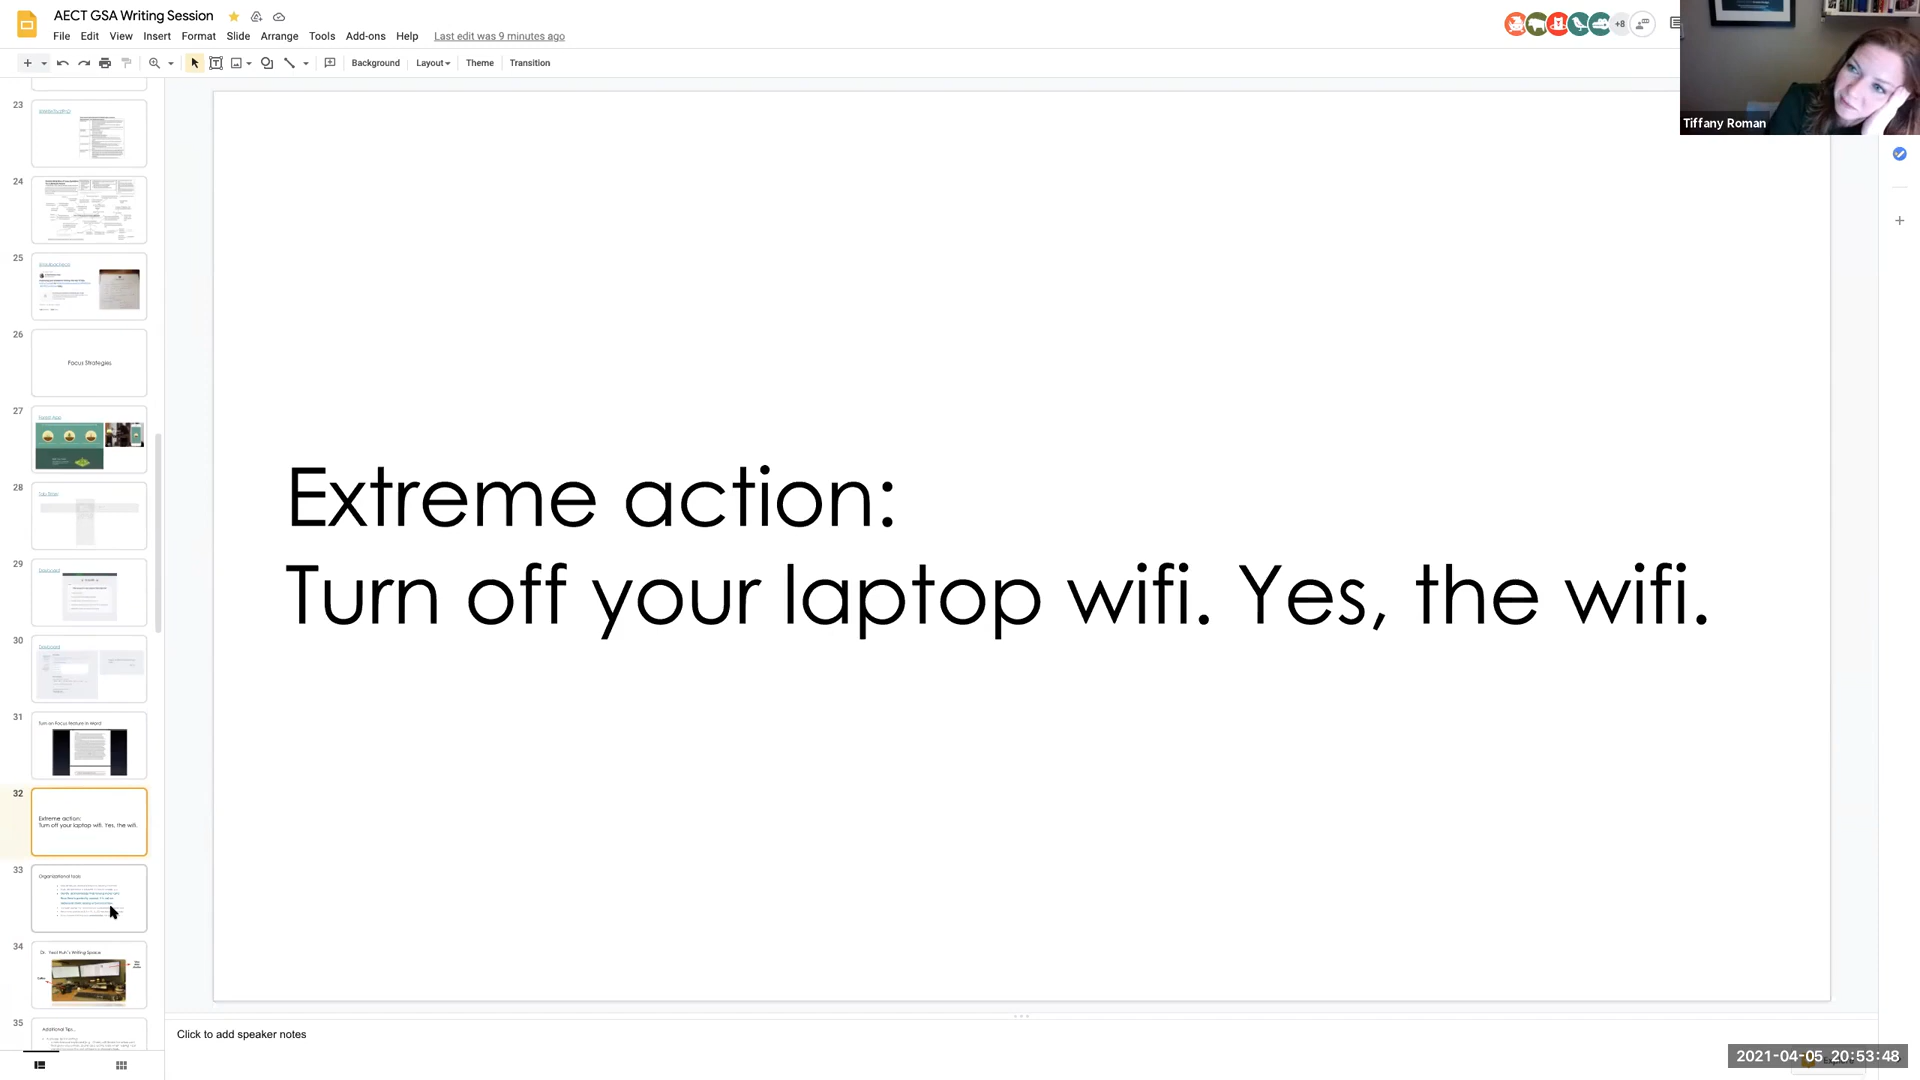 AECT GSA Writing Session
File Edit View Insert Format Slide Arrange Tools Add-ons Help Last edit was 9 minutes ago
+8
Background Layout Theme Transition
Tiffany Roman
23
24
25
26
Focus Strategies
27
28
29
30
31
Turn on Focus feature in Word
32
Extreme action:
Turn off your laptop wifi. Yes, the wifi.
33
Organizational tools
34
35
Additional Tips...
Extreme action:
Turn off your laptop wifi. Yes, the wifi.
Click to add speaker notes
2021-04-05 20:53:48